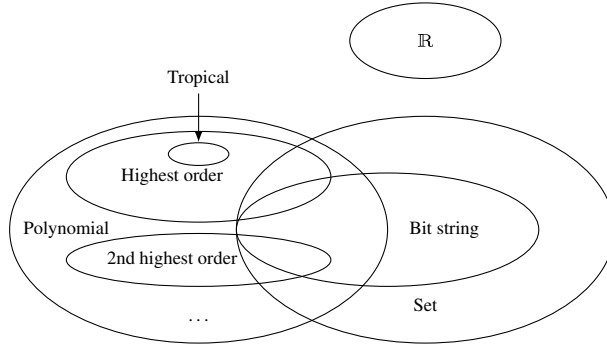 ℝ
Tropical
Highest order
Polynomial
Bit string
2nd highest order
Set
...